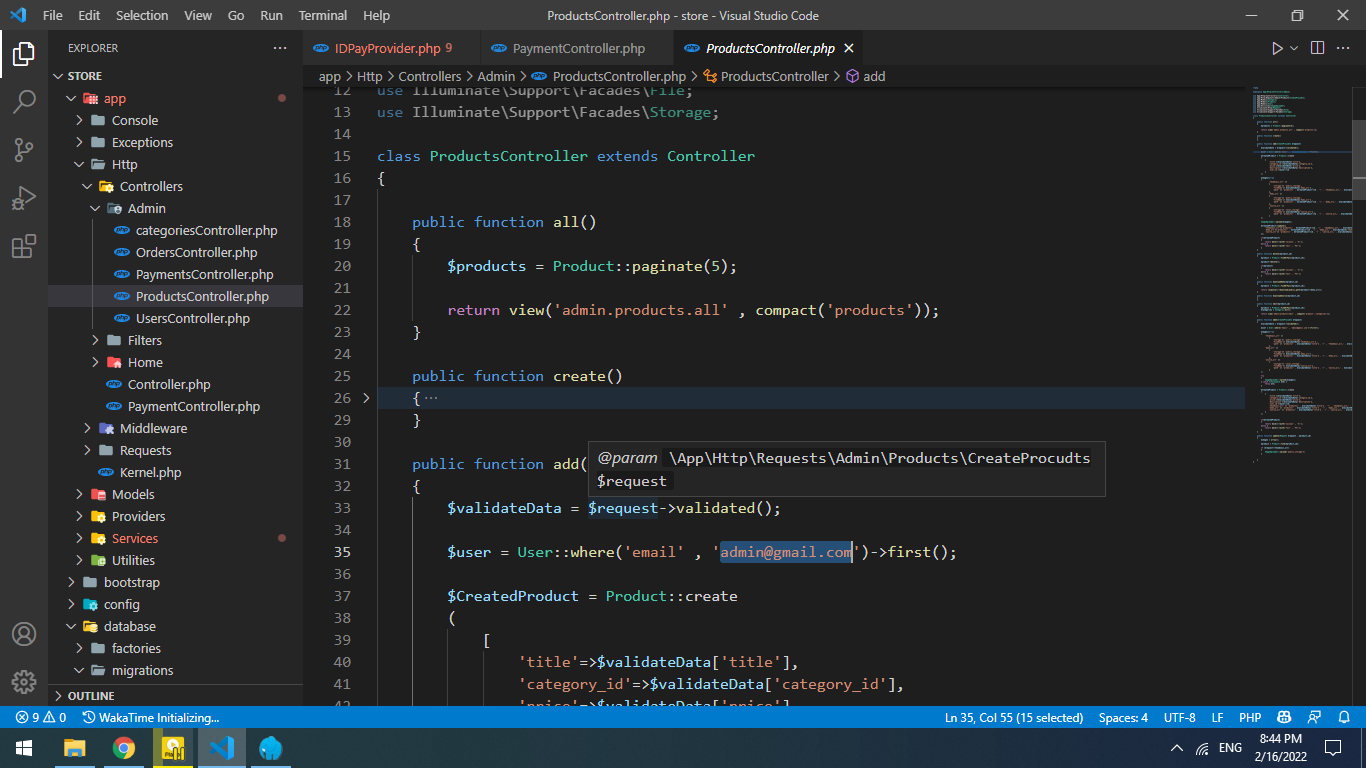 File Edit Selection View Go Run Terminal Help ProductsController.php - store - Visual Studio Code
EXPLORER
IDPayProvider.php 9 PaymentController.php ProductsController.php
app > Http > Controllers > Admin > ProductsController.php > ProductsController > add
STORE
app
Console
Exceptions
Http
Controllers
Admin
categoriesController.php
OrdersController.php
PaymentsController.php
ProductsController.php
UsersController.php
Filters
Home
Controller.php
PaymentController.php
Middleware
Requests
Kernel.php
Models
Providers
Services
Utilities
bootstrap
config
database
factories
migrations
OUTLINE
12 use Illuminate\Support\Facades\File;
13 use Illuminate\Support\Facades\Storage;
14
15 class ProductsController extends Controller
16 {
17
18 public function all()
19 {
20 $products = Product::paginate(5);
21
22 return view('admin.products.all' , compact('products'));
23 }
24
25 public function create()
26 { ···
29 }
30
31 public function add(
@param \App\Http\Requests\Admin\Products\CreateProcudts
$request
32 {
33 $validateData = $request->validated();
34
35 $user = User::where('email' , 'admin@gmail.com')->first();
36
37 $CreatedProduct = Product::create
38 (
39 [
40 'title'=>$validateData['title'],
41 'category_id'=>$validateData['category_id'],
42 'price'=>$validateData['price'],
9 0 WakaTime Initializing... Ln 35, Col 55 (15 selected) Spaces: 4 UTF-8 LF PHP
ENG
8:44 PM
2/16/2022